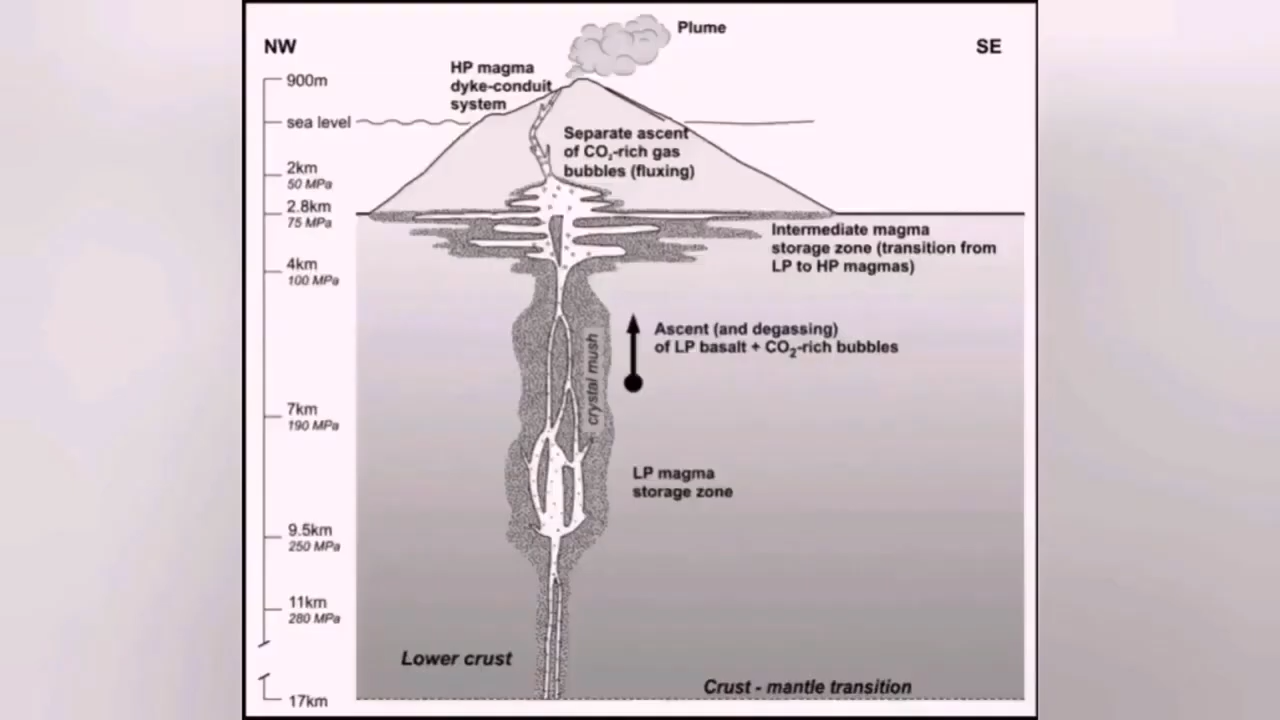 NW
SE
Plume
HP magma
dyke-conduit
system
900m
sea level
Separate ascent
of CO₂-rich gas
bubbles (fluxing)
2km
50 MPa
2.8km
75 MPa
Intermediate magma
storage zone (transition from
LP to HP magmas)
4km
100 MPa
Ascent (and degassing)
of LP basalt + CO₂-rich bubbles
crystal mush
7km
190 MPa
LP magma
storage zone
9.5km
250 MPa
11km
280 MPa
Lower crust
Crust - mantle transition
17km